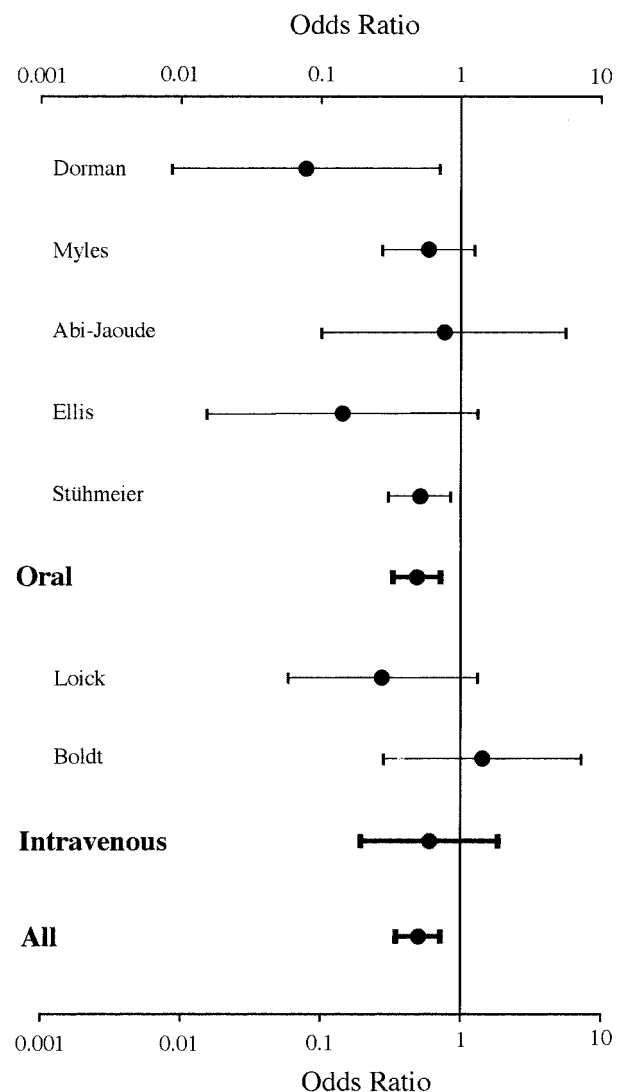 Odds Ratio
0.001 0.01 0.1 1 10
Dorman
Myles
Abi-Jaoude
Ellis
Stühmeier
Oral
Loick
Boldt
Intravenous
All
0.001 0.01 0.1 1 10
Odds Ratio